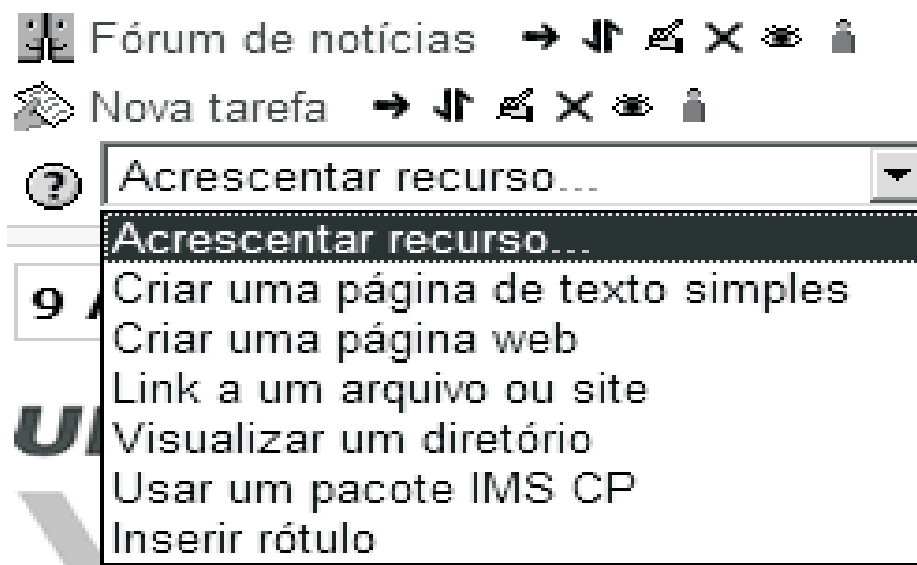 Fórum de notícias
Nova tarefa
? Acrescentar recurso...
Acrescentar recurso...
Criar uma página de texto simples
Criar uma página web
Link a um arquivo ou site
Visualizar um diretório
Usar um pacote IMS CP
Inserir rótulo
9